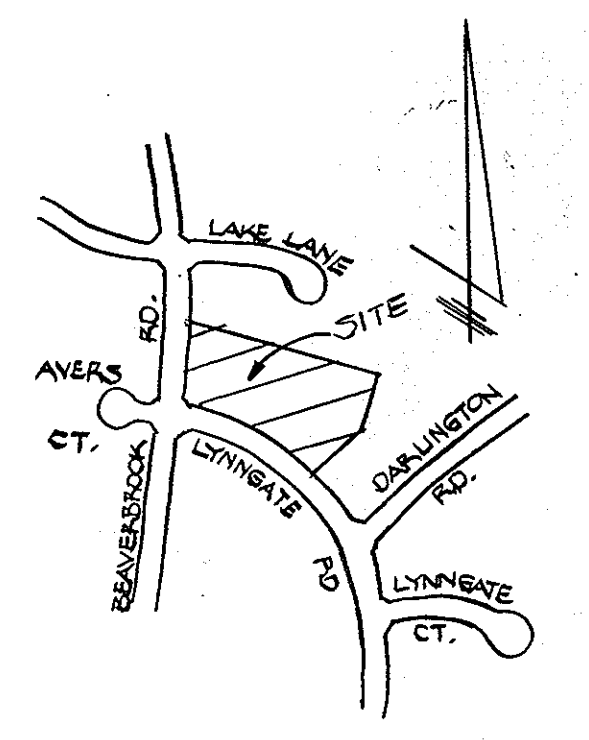 LAKE LANE
RD.
SITE
AVERS
CT.
LYNNGATE
RD
DARLINGTON
RD.
BEAVERBROOK
LYNNGATE
CT.